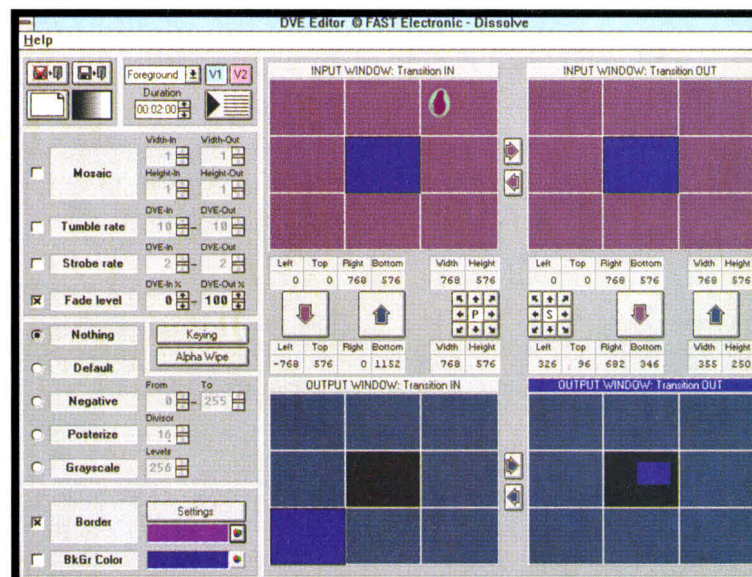 DVE Editor © FAST Electronic - Dissolve
Help
Foreground V1 V2
Duration
00:02:00
Width-In Width-Out
Mosaic 1 1
Height-In Height-Out
1 1
DVE-In DVE-Out
Tumble rate 10 - 10
DVE-In DVE-Out
Strobe rate 2 - 2
DVE-In % DVE-Out %
Fade level 0 - 100
Nothing Keying
Default Alpha Wipe
From To
Negative 0 - 255
Divisor
Posterize 16
Levels
Grayscale 256
Border Settings
BkGr Color
INPUT WINDOW: Transition IN
Left Top Right Bottom Width Height
0 0 768 576 768 576
P
Left Top Right Bottom Width Height
-768 576 0 1152 768 576
OUTPUT WINDOW: Transition IN
INPUT WINDOW: Transition OUT
Left Top Right Bottom Width Height
0 0 768 576 768 576
S
Left Top Right Bottom Width Height
326 96 682 346 355 250
OUTPUT WINDOW: Transition OUT